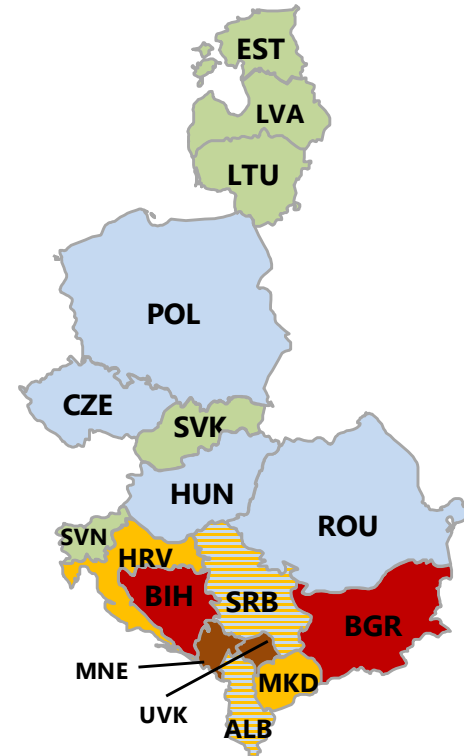 EST
LVA
LTU
POL
CZE
SVK
HUN
ROU
SVN
HRV
BIH
SRB
BGR
MNE
MKD
UVK
ALB